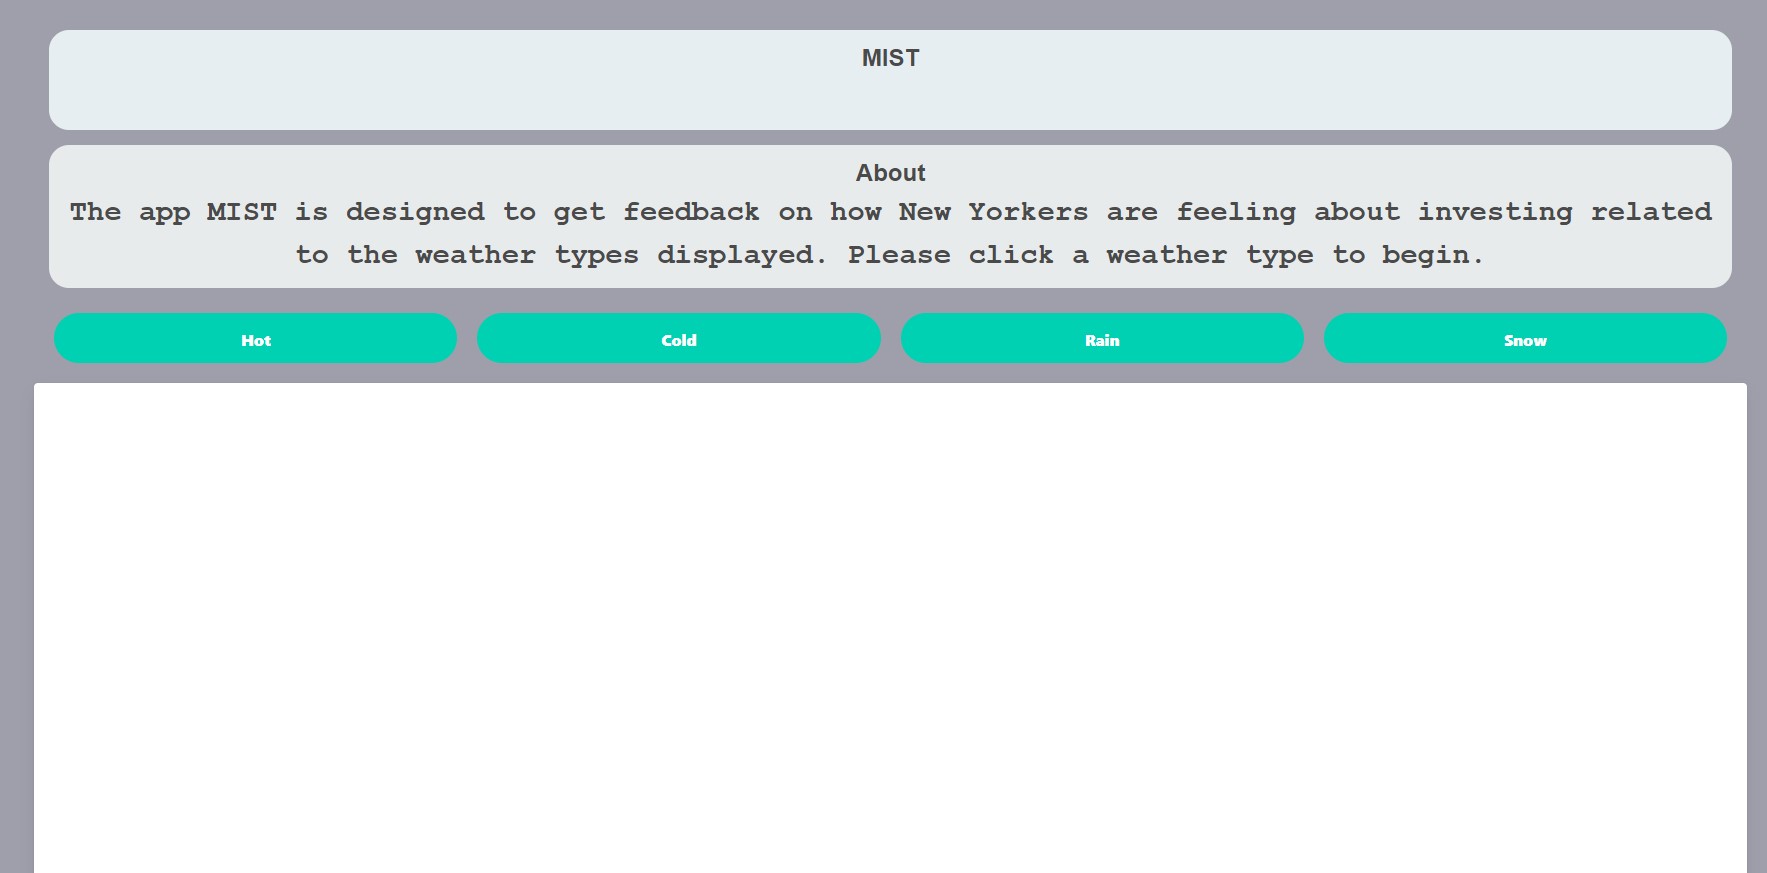 MIST
About
The app MIST is designed to get feedback on how New Yorkers are feeling about investing related
to the weather types displayed. Please click a weather type to begin.
Hot
Cold
Rain
Snow